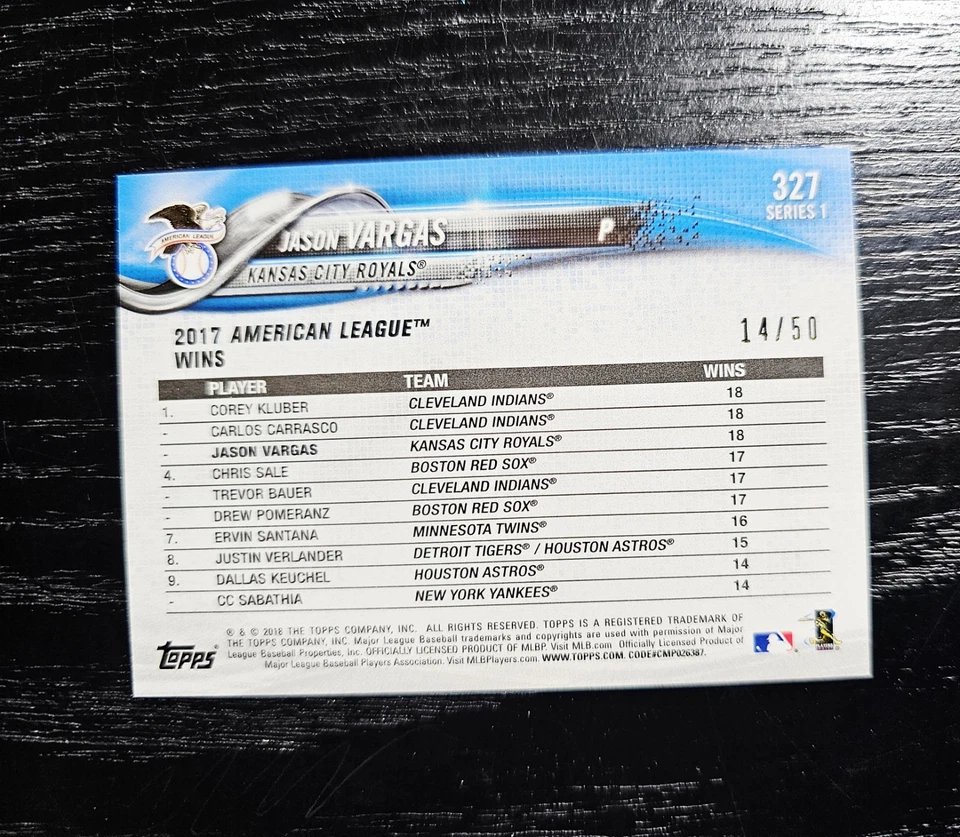 327
SERIES 1
AMERICAN LEAGUE
JASON VARGAS P
KANSAS CITY ROYALS®
2017 AMERICAN LEAGUE™
WINS
14/50
PLAYER TEAM WINS
1. COREY KLUBER CLEVELAND INDIANS® 18
- CARLOS CARRASCO CLEVELAND INDIANS® 18
- JASON VARGAS KANSAS CITY ROYALS® 18
4. CHRIS SALE BOSTON RED SOX® 17
- TREVOR BAUER CLEVELAND INDIANS® 17
- DREW POMERANZ BOSTON RED SOX® 17
7. ERVIN SANTANA MINNESOTA TWINS® 16
8. JUSTIN VERLANDER DETROIT TIGERS® / HOUSTON ASTROS® 15
9. DALLAS KEUCHEL HOUSTON ASTROS® 14
- CC SABATHIA NEW YORK YANKEES® 14
® & © 2018 THE TOPPS COMPANY, INC. ALL RIGHTS RESERVED. TOPPS IS A REGISTERED TRADEMARK OF
THE TOPPS COMPANY, INC. Major League Baseball trademarks and copyrights are used with permission of Major
League Baseball Properties, Inc. OFFICIALLY LICENSED PRODUCT OF MLBP. Visit MLB.com Officially Licensed Product of
Major League Baseball Players Association. Visit MLBPlayers.com. WWW.TOPPS.COM. CODE#CMP026387.
topps®